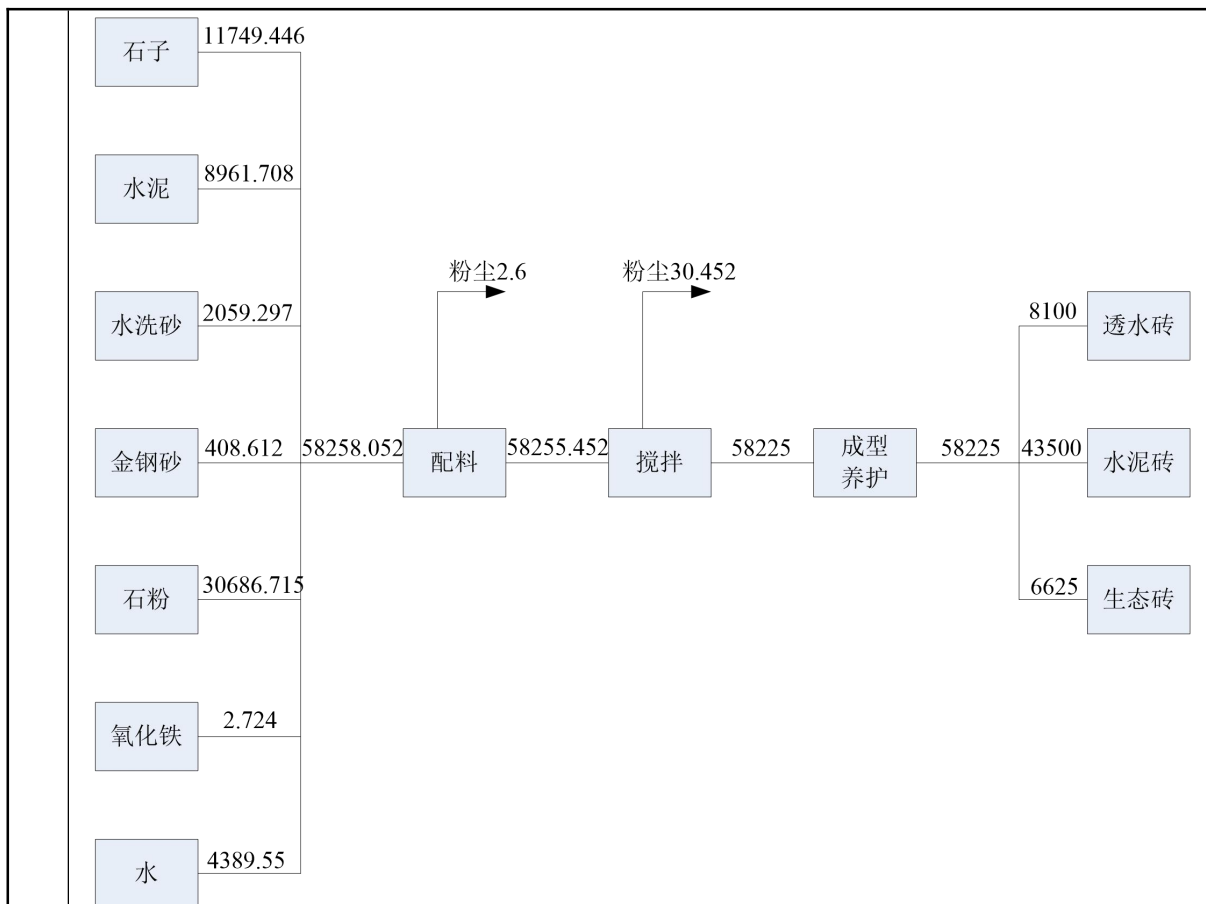 石子
11749.446
水泥
8961.708
粉尘2.6
粉尘30.452
水洗砂
2059.297
8100
透水砖
金钢砂
408.612
58258.052
配料
58255.452
搅拌
58225
成型
养护
58225
43500
水泥砖
石粉
30686.715
6625
生态砖
氧化铁
2.724
水
4389.55